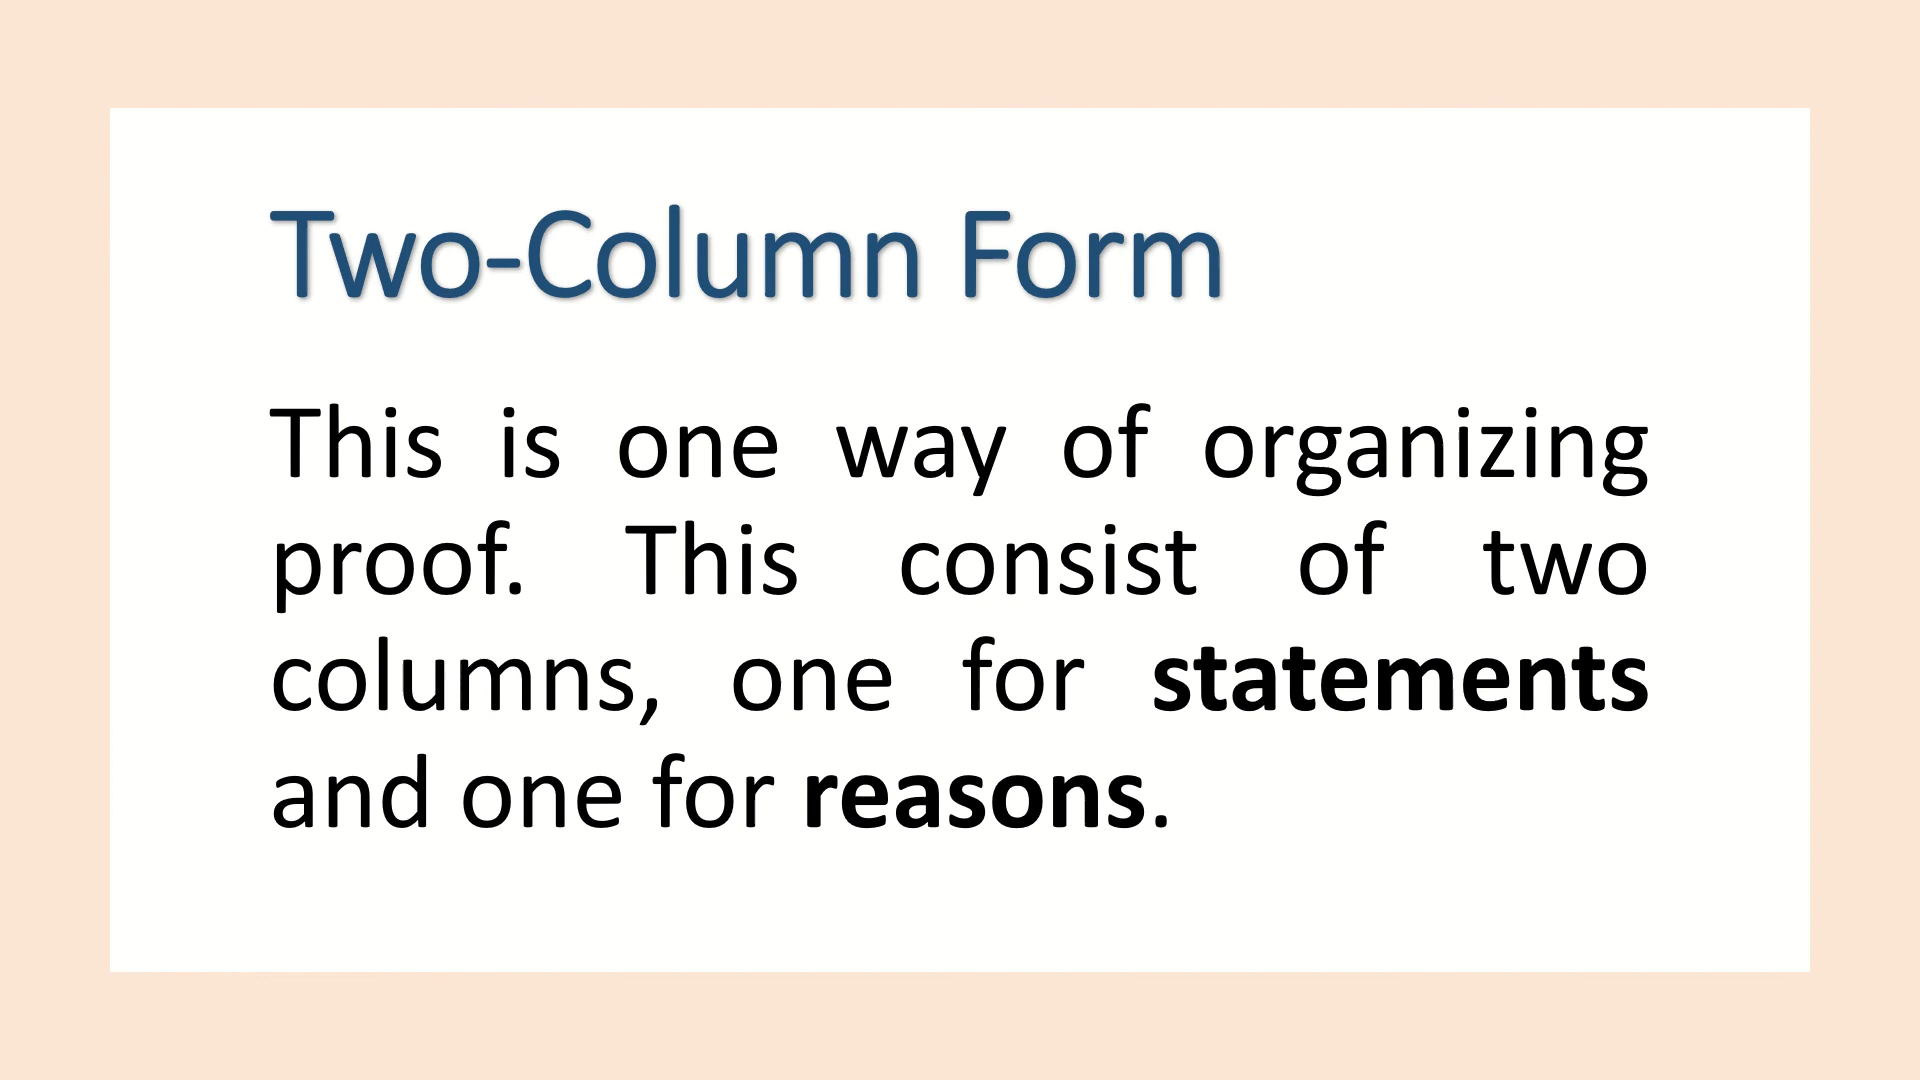 Two-Column Form
This is one way of organizing
proof. This consist of two
columns, one for statements
and one for reasons.